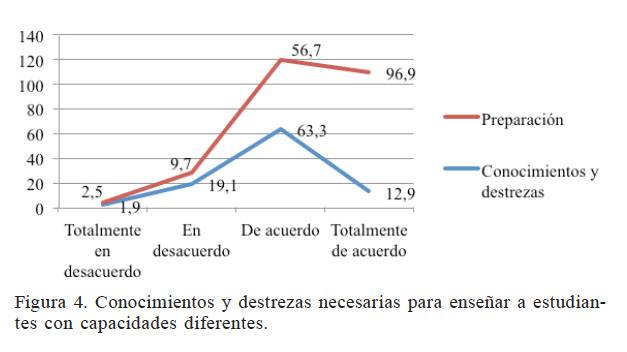 140
120
100
80
60
40
20
0
56,7
96,9
63,3
9,7
19,1
2,5
1,9
12,9
Totalmente en desacuerdo
En desacuerdo
De acuerdo
Totalmente de acuerdo
Preparación
Conocimientos y destrezas
Figura 4. Conocimientos y destrezas necesarias para enseñar a estudian-
tes con capacidades diferentes.